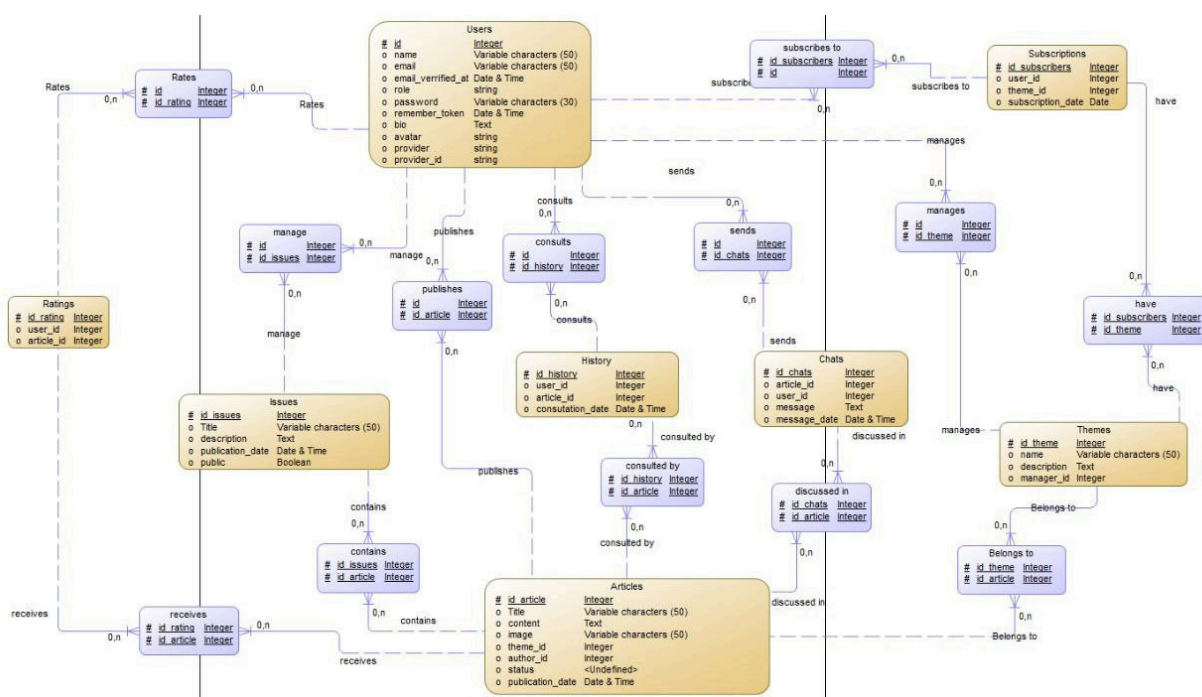 Users
# id Integer
o name Variable characters (50)
o email Variable characters (50)
o email_verrified_at Date & Time
o role string
o password Variable characters (30)
o remember_token Date & Time
o bio Text
o avatar string
o provider string
o provider_id string
subscribes to
# id_subscribers Integer
# id Integer
0,n
subscribes to
subscribe
0,n
Subscriptions
# id_subscribers Integer
o user_id Integer
o theme_id Integer
o subscription_date Date
have
0,n
Rates
0,n
Rates
# id Integer
# id_rating Integer
0,n
Rates
manages
0,n
manages
# id Integer
# id_theme Integer
0,n
manages
sends
0,n
sends
# id Integer
# id_chats Integer
0,n
sends
consults
0,n
consults
# id Integer
# id_history Integer
0,n
consults
publishes
0,n
publishes
# id Integer
# id_article Integer
0,n
publishes
manage
# id Integer
# id_issues Integer
0,n
manage
0,n
manage
have
# id_subscribers Integer
# id_theme Integer
0,n
have
Ratings
# id_rating Integer
o user_id Integer
o article_id Integer
History
# id_history Integer
o user_id Integer
o article_id Integer
o consutation_date Date & Time
Chats
# id_chats Integer
o article_id Integer
o user_id Integer
o message Text
o message_date Date & Time
Issues
# id_issues Integer
o Title Variable characters (50)
o description Text
o publication_date Date & Time
o public Boolean
Themes
# id_theme Integer
o name Variable characters (50)
o description Text
o manager_id Integer
0,n
consulted by
consulted by
# id_history Integer
# id_article Integer
0,n
consulted by
discussed in
0,n
discussed in
# id_chats Integer
# id_article Integer
0,n
discussed in
Belongs to
0,n
Belongs to
# id_theme Integer
# id_article Integer
0,n
Belongs to
contains
0,n
contains
# id_issues Integer
# id_article Integer
0,n
contains
receives
0,n
receives
# id_rating Integer
# id_article Integer
0,n
receives
Articles
# id_article Integer
o Title Variable characters (50)
o content Text
o image Variable characters (50)
o theme_id Integer
o author_id Integer
o status <Undefined>
o publication_date Date & Time